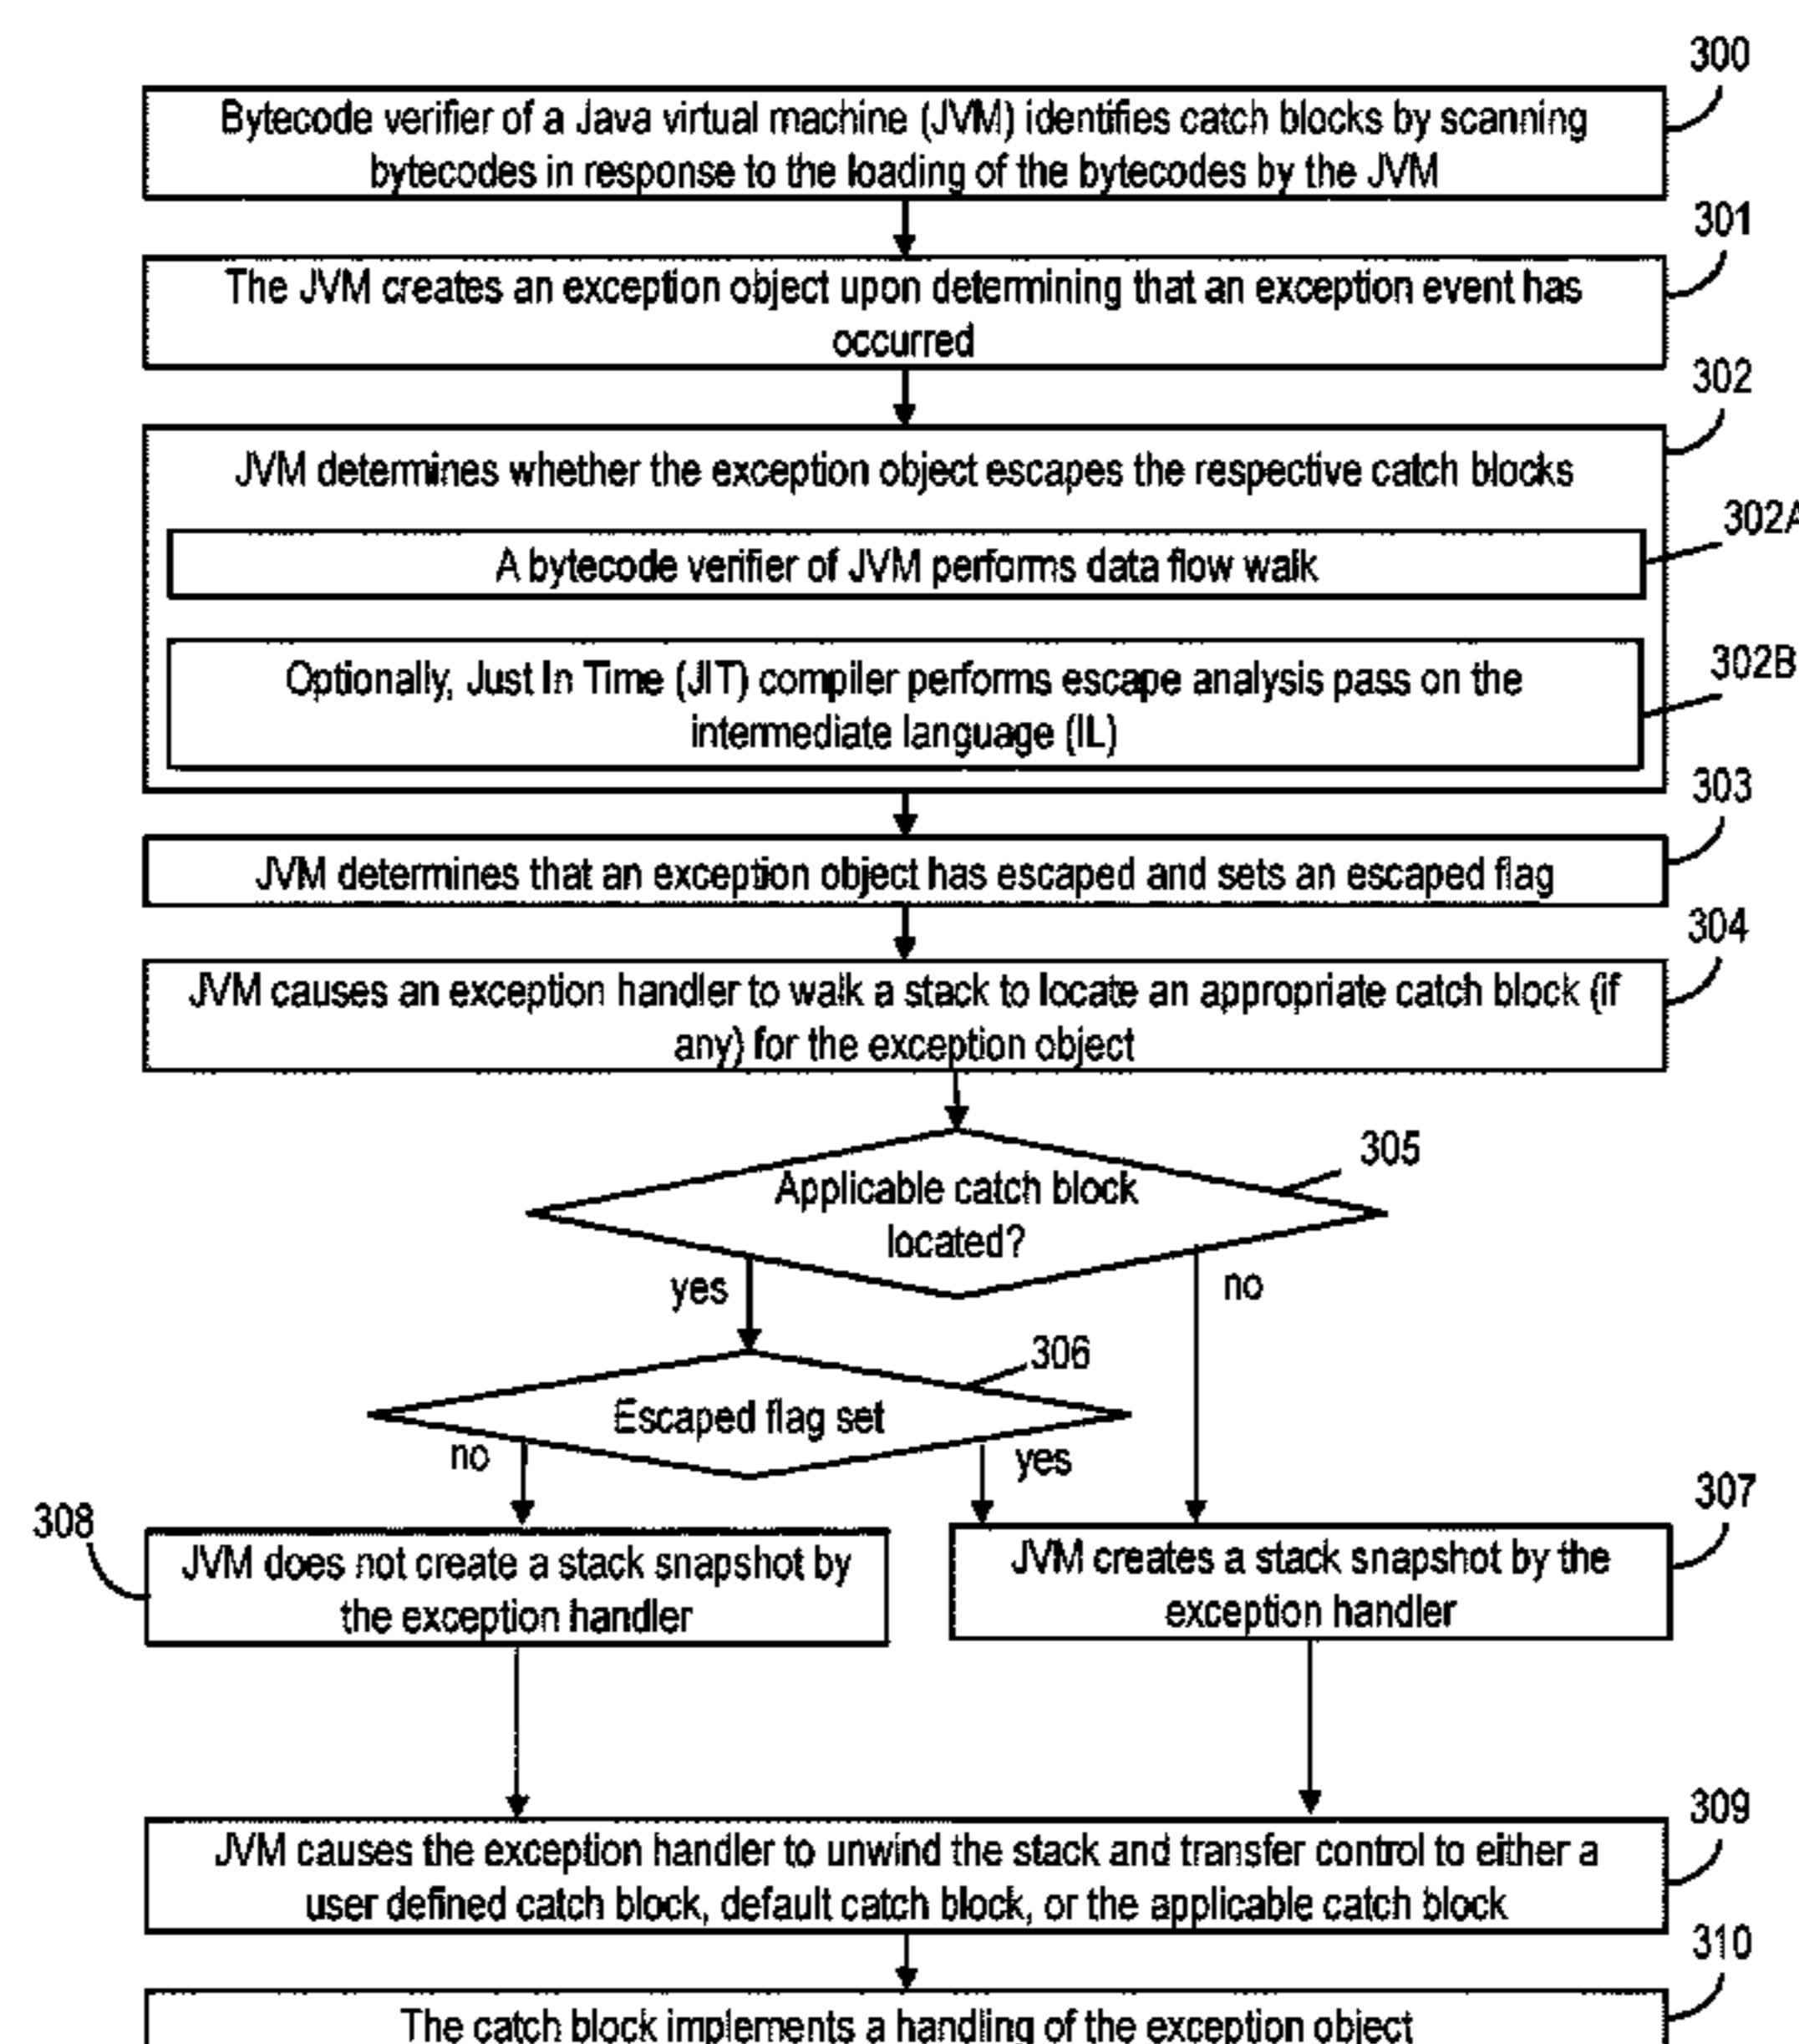 300
Bytecode verifier of a Java virtual machine (JVM) identifies catch blocks by scanning
bytecodes in response to the loading of the bytecodes by the JVM
301
The JVM creates an exception object upon determining that an exception event has
occurred
302
JVM determines whether the exception object escapes the respective catch blocks
302A
A bytecode verifier of JVM performs data flow walk
302B
Optionally, Just In Time (JIT) compiler performs escape analysis pass on the
intermediate language (IL)
303
JVM determines that an exception object has escaped and sets an escaped flag
304
JVM causes an exception handler to walk a stack to locate an appropriate catch block (if
any) for the exception object
305
Applicable catch block
located?
yes
no
306
Escaped flag set
no
yes
308
JVM does not create a stack snapshot by
the exception handler
307
JVM creates a stack snapshot by the
exception handler
309
JVM causes the exception handler to unwind the stack and transfer control to either a
user defined catch block, default catch block, or the applicable catch block
310
The catch block implements a handling of the exception object